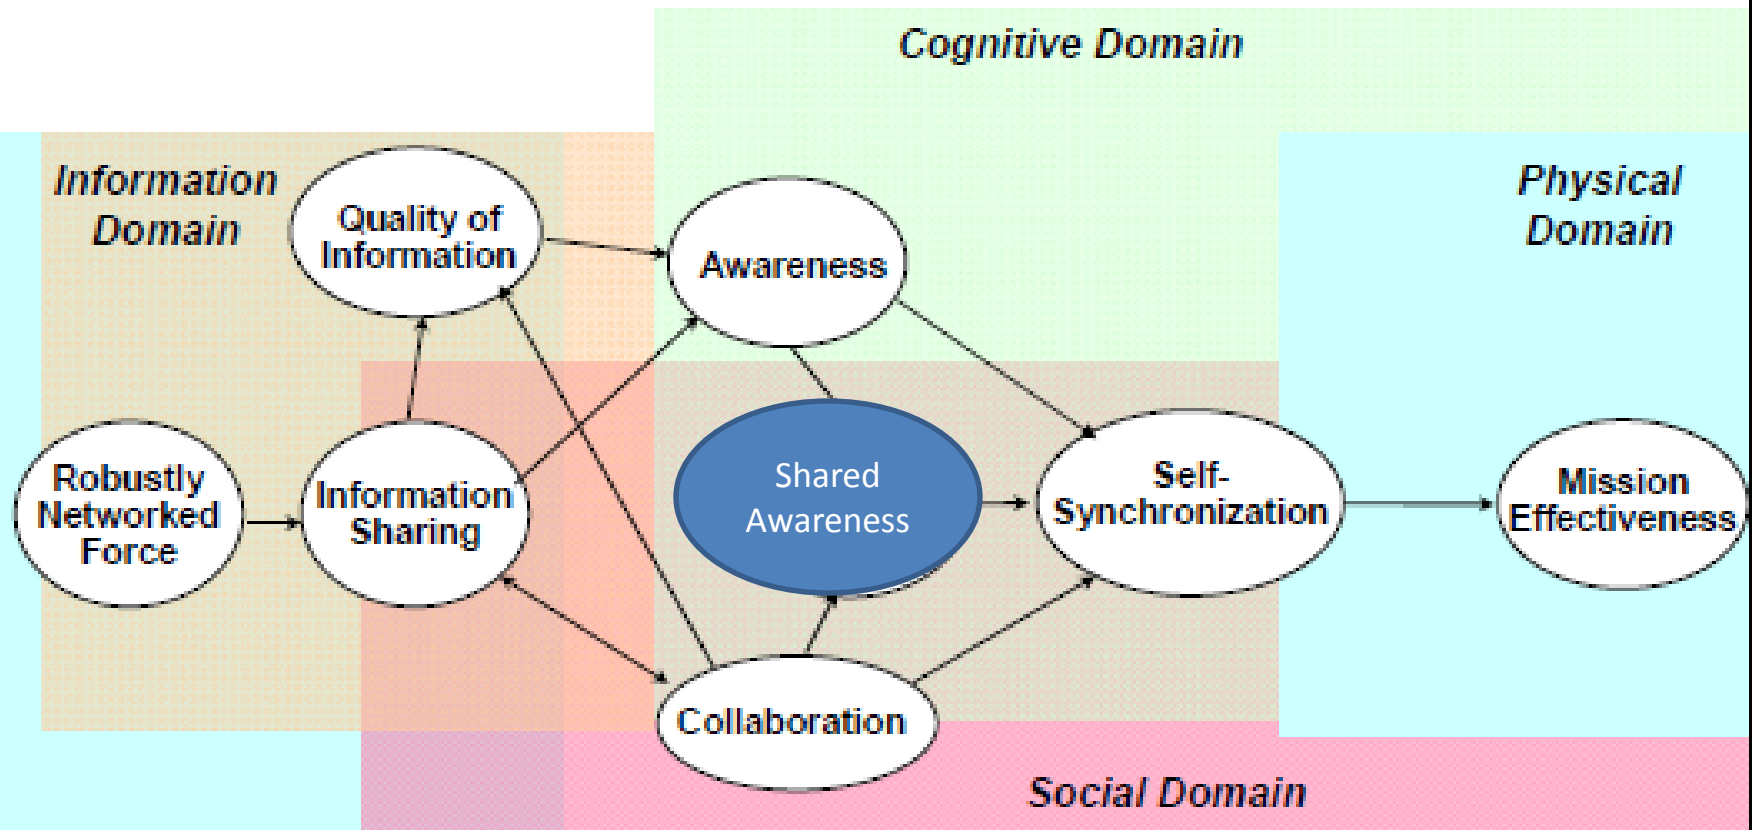 Cognitive Domain
Information
Domain
Quality of
Information
Awareness
Physical
Domain
Robustly
Networked
Force
Information
Sharing
Shared
Awareness
Self-
Synchronization
Mission
Effectiveness
Collaboration
Social Domain